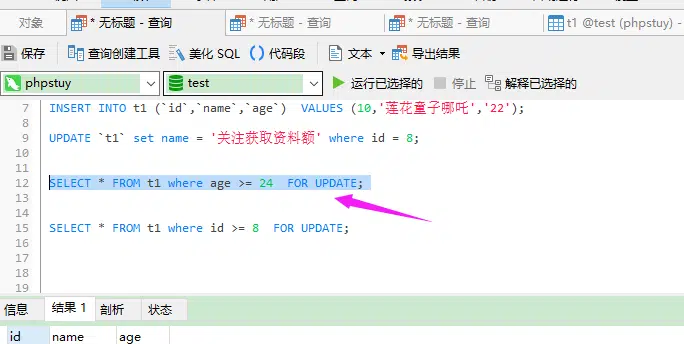 对象 * 无标题 - 查询 * 无标题 - 查询 * 无标题 - 查询 t1 @test (phpstuy) -
保存 查询创建工具 美化 SQL () 代码段 文本 导出结果
phpstuy test 运行已选择的 停止 解释已选择的
7 INSERT INTO t1 (`id`,`name`,`age`) VALUES (10,'莲花童子哪吒','22');
8
9 UPDATE `t1` set name = '关注获取资料额' where id = 8;
10
11
12 SELECT * FROM t1 where age >= 24 FOR UPDATE;
13
14
15 SELECT * FROM t1 where id >= 8 FOR UPDATE;
16
17
18
19
信息 结果 1 剖析 状态
id name age